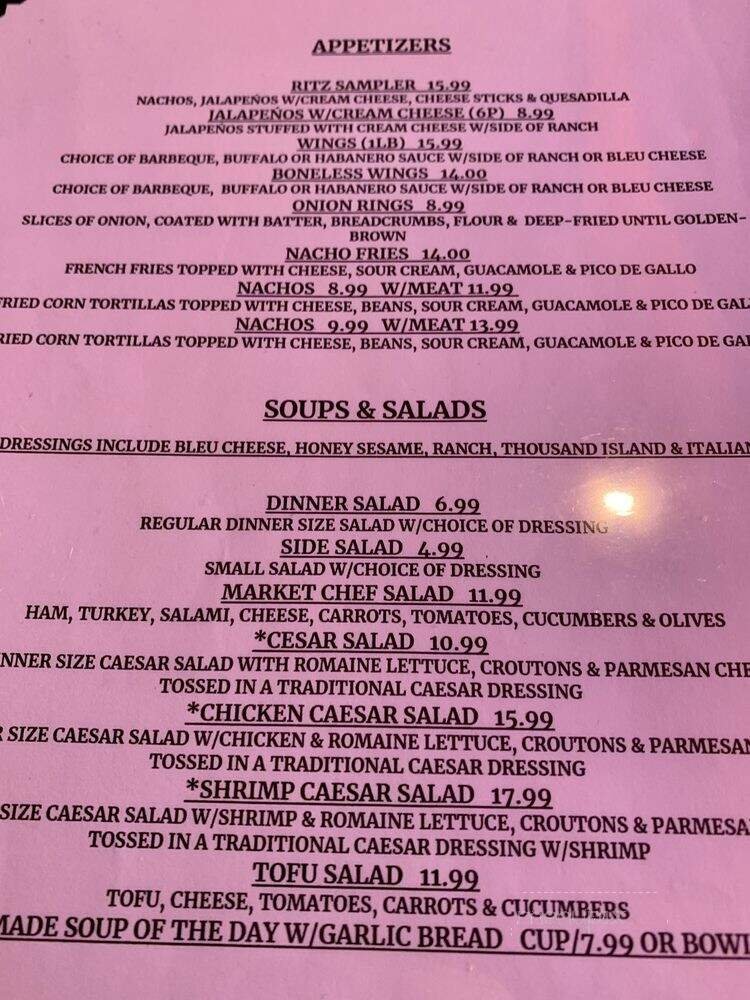 APPETIZERS
RITZ SAMPLER 15.99
NACHOS, JALAPEÑOS W/CREAM CHEESE, CHEESE STICKS & QUESADILLA
JALAPEÑOS W/CREAM CHEESE (6P) 8.99
JALAPEÑOS STUFFED WITH CREAM CHEESE W/SIDE OF RANCH
WINGS (1LB) 15.99
CHOICE OF BARBEQUE, BUFFALO OR HABANERO SAUCE W/SIDE OF RANCH OR BLEU CHEESE
BONELESS WINGS 14.00
CHOICE OF BARBEQUE, BUFFALO OR HABANERO SAUCE W/SIDE OF RANCH OR BLEU CHEESE
ONION RINGS 8.99
SLICES OF ONION, COATED WITH BATTER, BREADCRUMBS, FLOUR & DEEP-FRIED UNTIL GOLDEN-
BROWN
NACHO FRIES 14.00
FRENCH FRIES TOPPED WITH CHEESE, SOUR CREAM, GUACAMOLE & PICO DE GALLO
NACHOS 8.99 W/MEAT 11.99
FRIED CORN TORTILLAS TOPPED WITH CHEESE, BEANS, SOUR CREAM, GUACAMOLE & PICO DE GAL
NACHOS 9.99 W/MEAT 13.99
RIED CORN TORTILLAS TOPPED WITH CHEESE, BEANS, SOUR CREAM, GUACAMOLE & PICO DE GA
SOUPS & SALADS
DRESSINGS INCLUDE BLEU CHEESE, HONEY SESAME, RANCH, THOUSAND ISLAND & ITALIAN
DINNER SALAD 6.99
REGULAR DINNER SIZE SALAD W/CHOICE OF DRESSING
SIDE SALAD 4.99
SMALL SALAD W/CHOICE OF DRESSING
MARKET CHEF SALAD 11.99
HAM, TURKEY, SALAMI, CHEESE, CARROTS, TOMATOES, CUCUMBERS & OLIVES
*CESAR SALAD 10.99
NNER SIZE CAESAR SALAD WITH ROMAINE LETTUCE, CROUTONS & PARMESAN CHE
TOSSED IN A TRADITIONAL CAESAR DRESSING
*CHICKEN CAESAR SALAD 15.99
R SIZE CAESAR SALAD W/CHICKEN & ROMAINE LETTUCE, CROUTONS & PARMESAN
TOSSED IN A TRADITIONAL CAESAR DRESSING
*SHRIMP CAESAR SALAD 17.99
SIZE CAESAR SALAD W/SHRIMP & ROMAINE LETTUCE, CROUTONS & PARMESA
TOSSED IN A TRADITIONAL CAESAR DRESSING W/SHRIMP
TOFU SALAD 11.99
TOFU, CHEESE, TOMATOES, CARROTS & CUCUMBERS
MADE SOUP OF THE DAY W/GARLIC BREAD CUP/7.99 OR BOWL